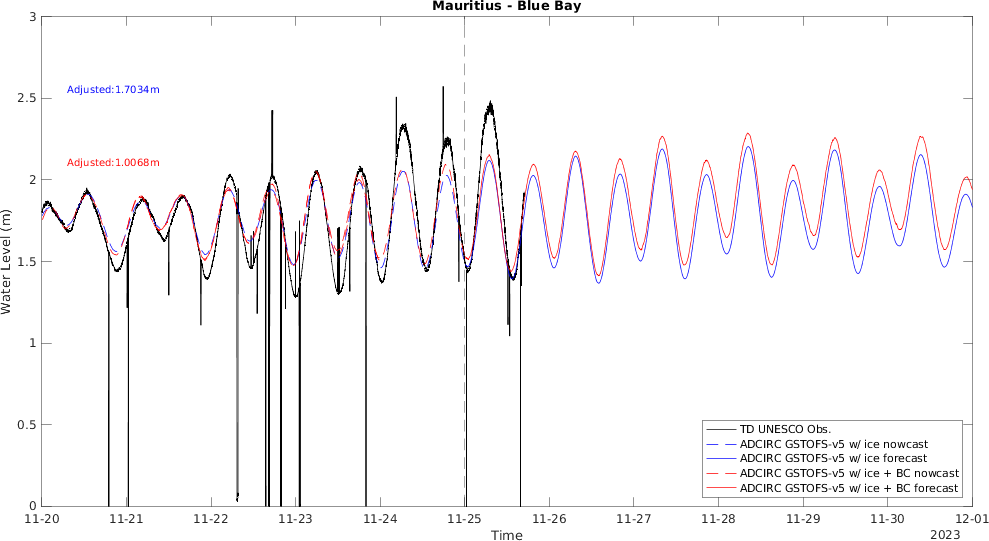 Mauritius - Blue Bay
Water Level (m)
3
2.5
2
1.5
1
0.5
0
Adjusted:1.7034m
Adjusted:1.0068m
TD UNESCO Obs.
ADCIRC GSTOFS-v5 w/ ice nowcast
ADCIRC GSTOFS-v5 w/ ice forecast
ADCIRC GSTOFS-v5 w/ ice + BC nowcast
ADCIRC GSTOFS-v5 w/ ice + BC forecast
11-20 11-21 11-22 11-23 11-24 11-25 11-26 11-27 11-28 11-29 11-30 12-01
Time
2023